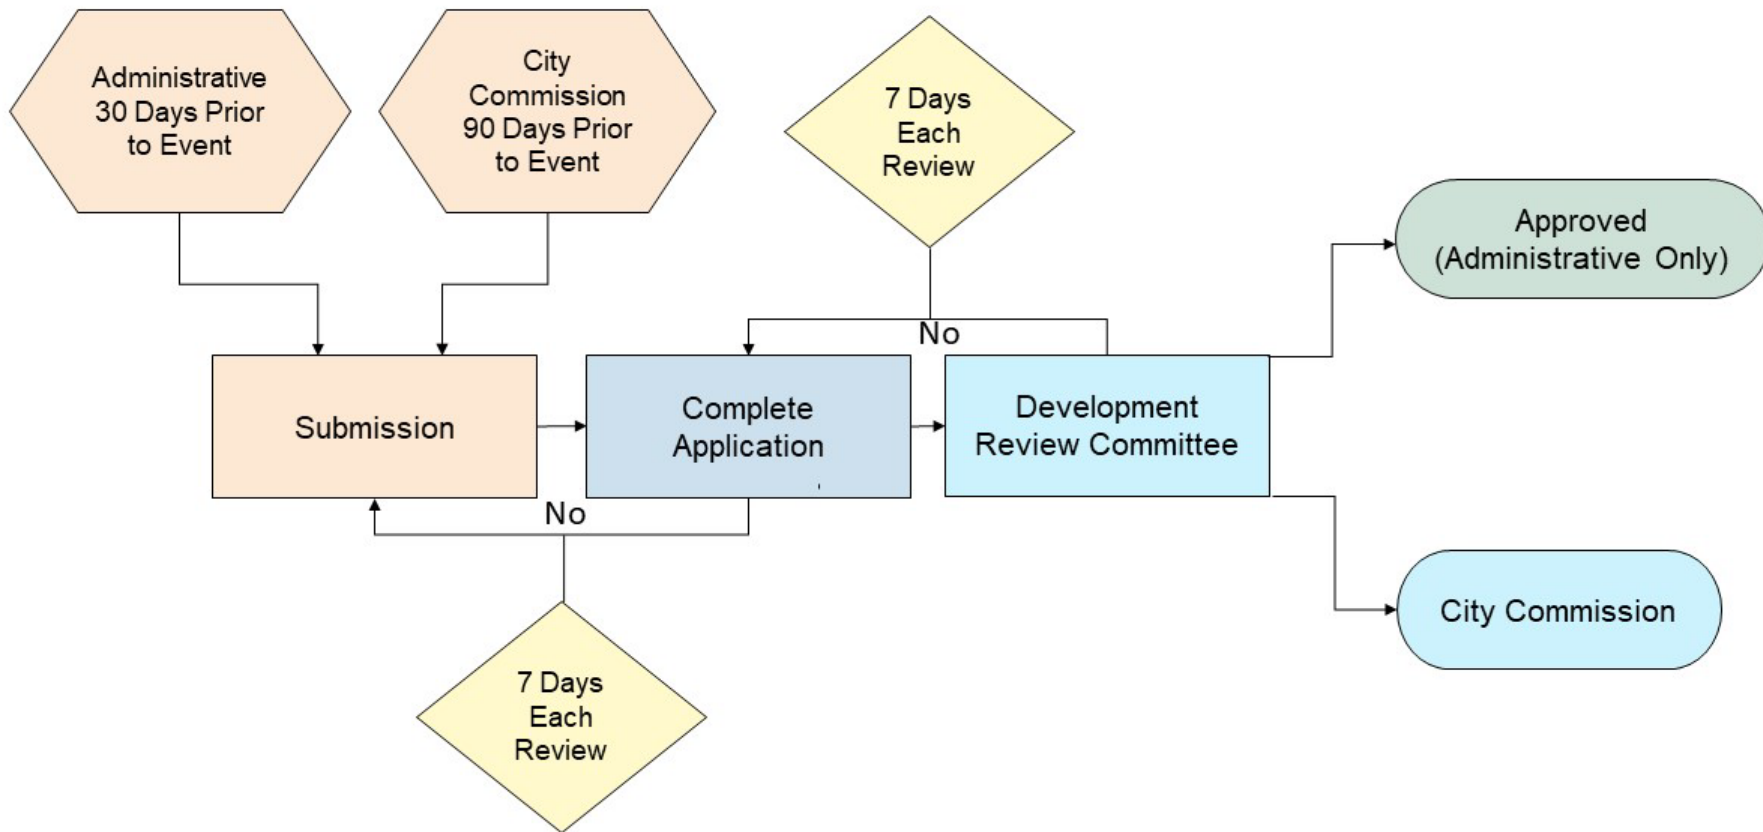 Administrative
30 Days Prior
to Event
City
Commission
90 Days Prior
to Event
7 Days
Each
Review
Approved
(Administrative Only)
No
Submission
Complete
Application
Development
Review Committee
No
7 Days
Each
Review
City Commission